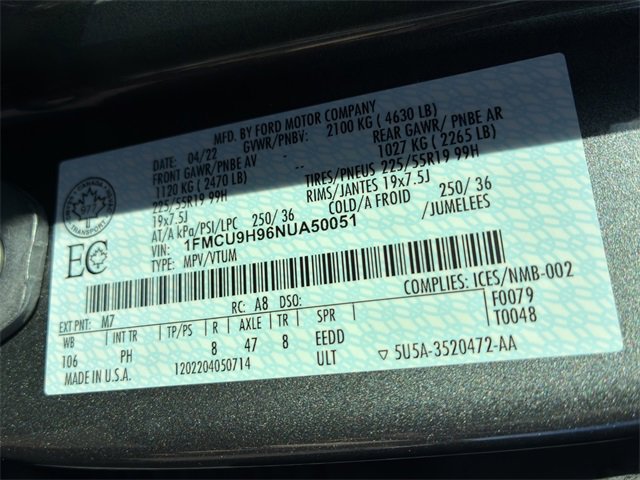 MFD. BY FORD MOTOR COMPANY
04/22 GVWR/PNBV: 2100 KG ( 4630 LB)
FRONT GAWR/PNBE AV REAR GAWR/ PNBE AR
1120 KG ( 2470 LB) 1027 KG ( 2265 LB)
225/55R19 99H TIRES/PNEUS 225/55R19 99H
19x7.5J RIMS/JANTES 19x7.5J
AT/A kPa/PSI/LPC 250/ 36 COLD/A FROID 250/ 36
VIN: 1FMCU9H96NUA50051 /JUMELEES
TYPE: MPV/VTUM
EC
COMPLIES: ICES/NMB-002
EXT PNT: M7 RC: A8 DSO: F0079
WB INT TR TP/PS R AXLE TR SPR T0048
106 PH 8 47 8 EEDD
MADE IN U.S.A. 1202204050714 ULT ▽ 5U5A-3520472-AA